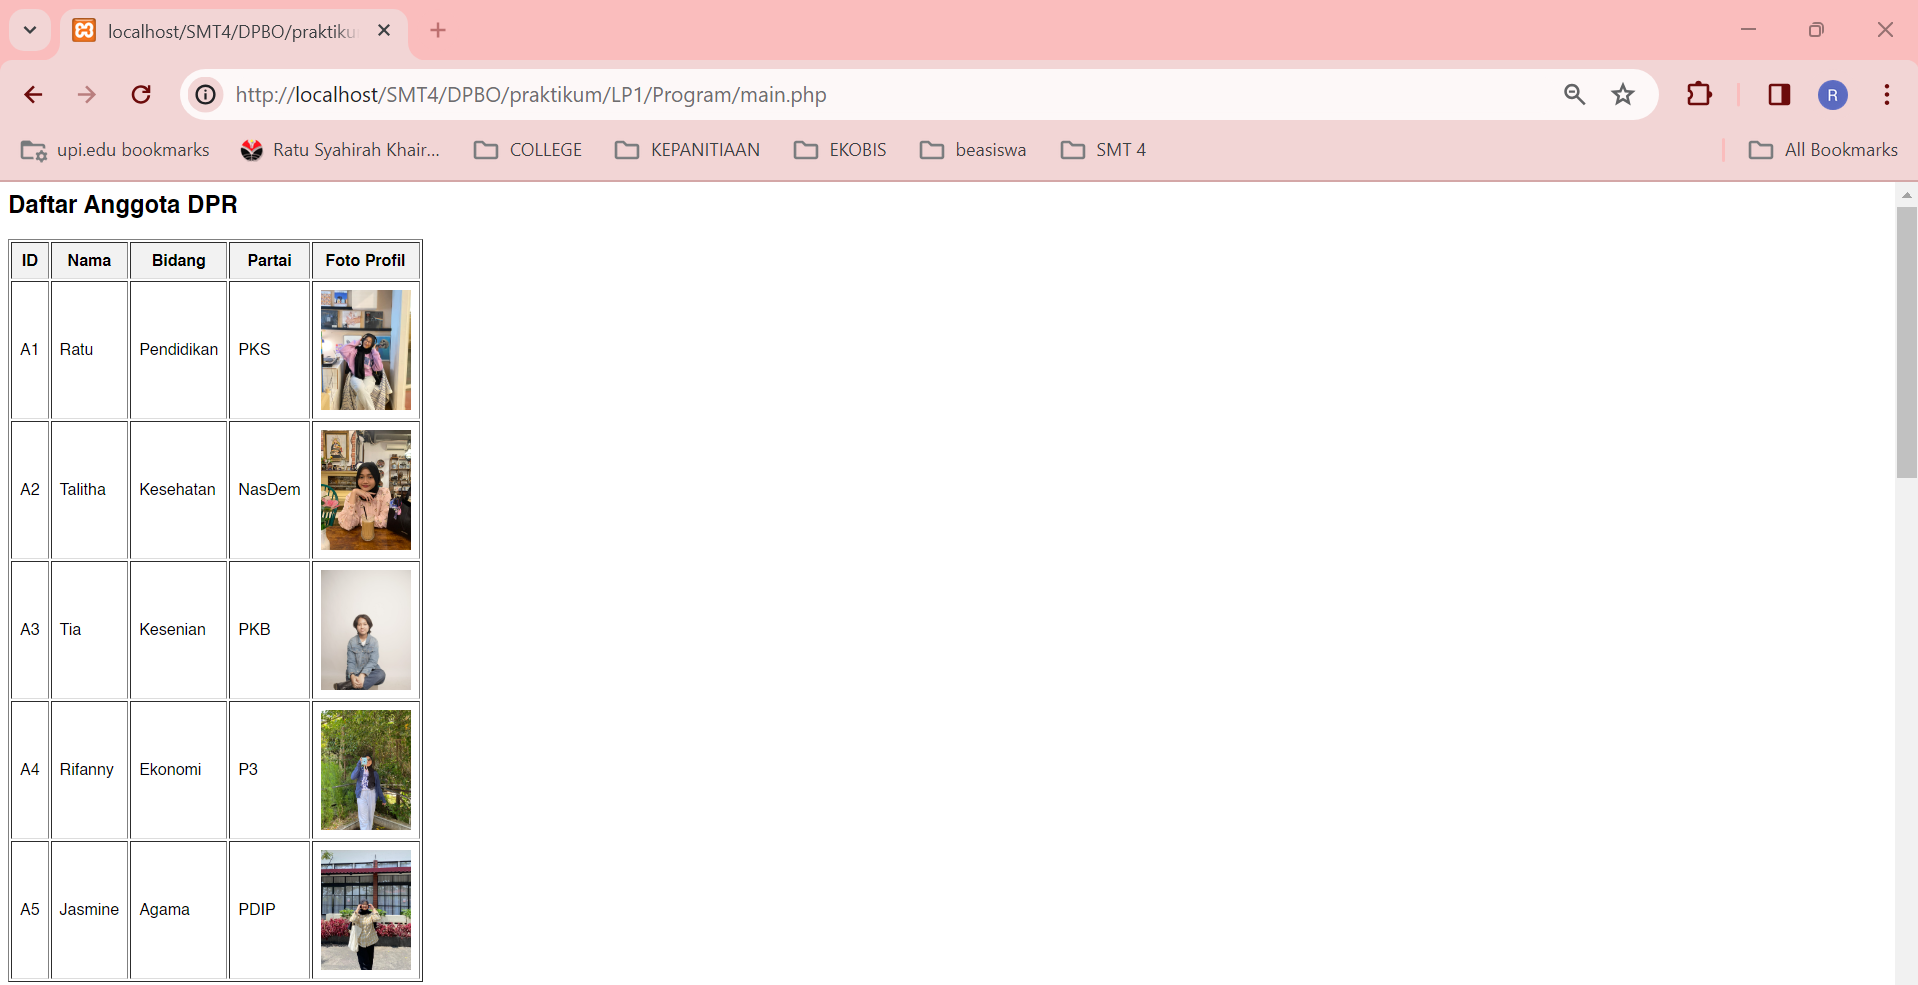 localhost/SMT4/DPBO/praktiku
http://localhost/SMT4/DPBO/praktikum/LP1/Program/main.php
R
upi.edu bookmarks Ratu Syahirah Khair... COLLEGE KEPANITIAAN EKOBIS beasiswa SMT 4 All Bookmarks
Daftar Anggota DPR
ID Nama Bidang Partai Foto Profil
A1 Ratu Pendidikan PKS
A2 Talitha Kesehatan NasDem
A3 Tia Kesenian PKB
A4 Rifanny Ekonomi P3
A5 Jasmine Agama PDIP